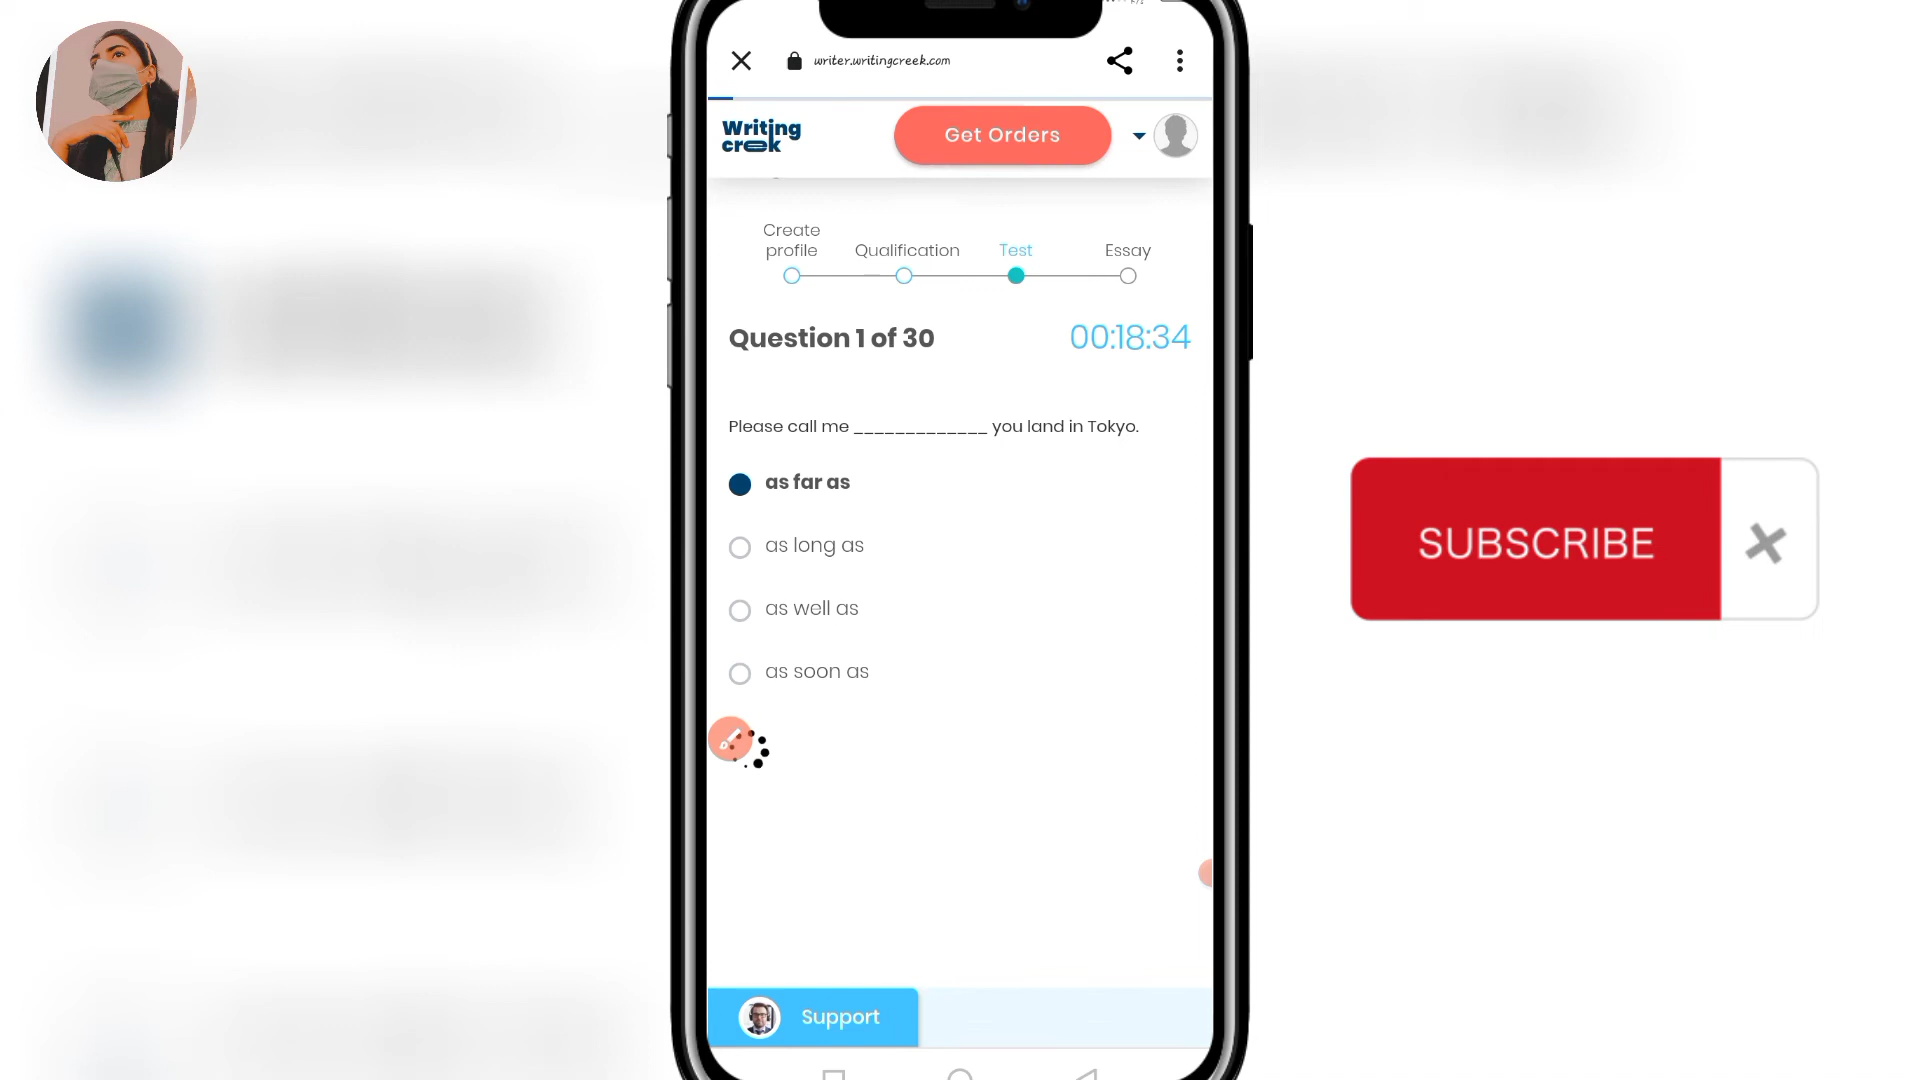 writer.writingcreek.com
Writing
creek
Get Orders
Create
profile
Qualification
Test
Essay
Question 1 of 30
00:18:34
Please call me _____________ you land in Tokyo.
as far as
as long as
as well as
as soon as
SUBSCRIBE
Support